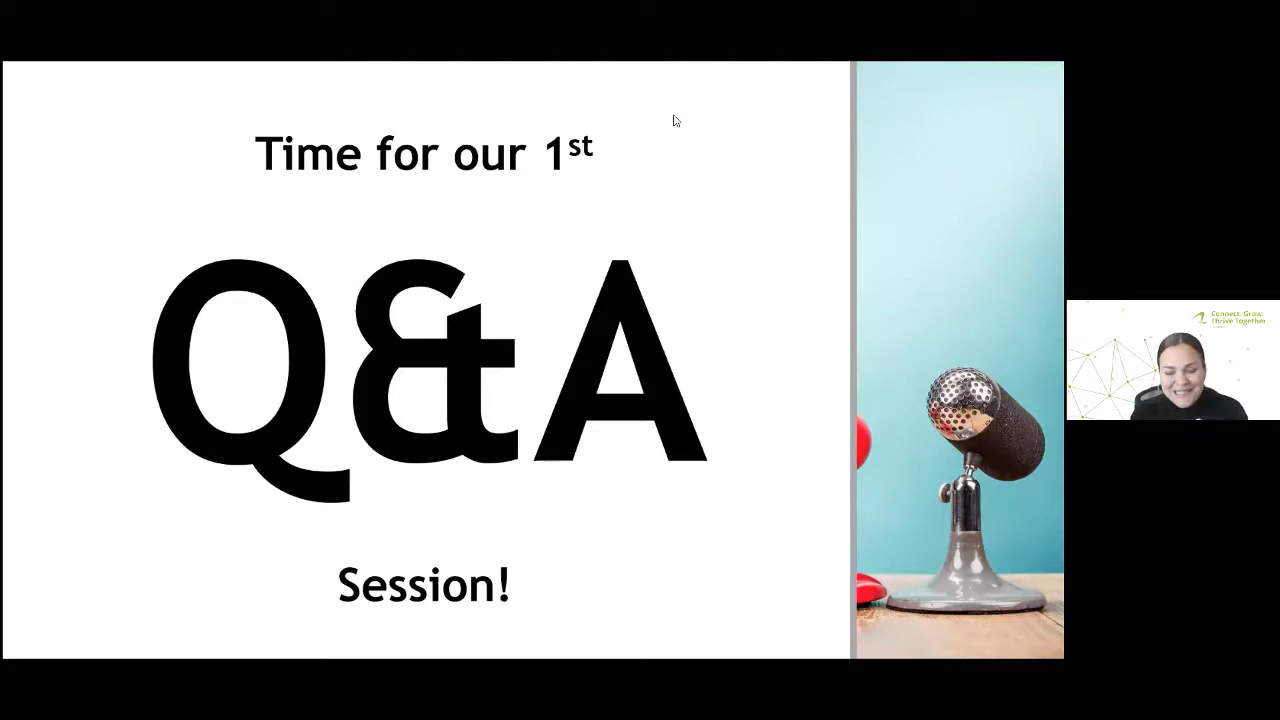 Time for our 1st
Q&A
Session!
Connect. Grow.
Thrive Together